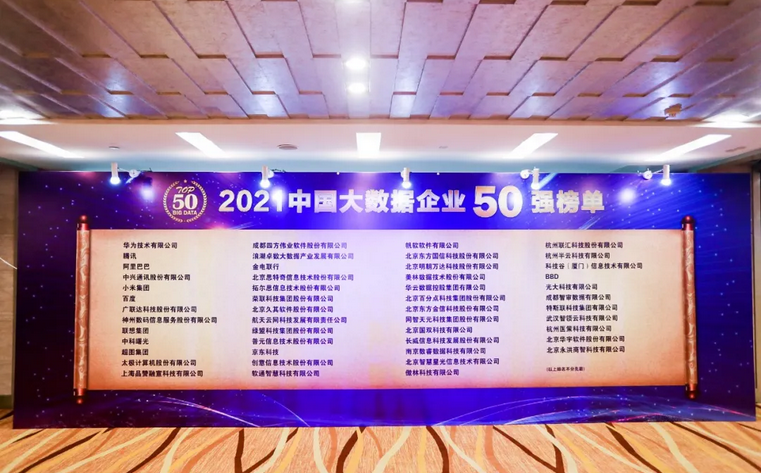 TOP
50
BIG DATA
2021中国大数据企业50强榜单
华为技术有限公司
腾讯
阿里巴巴
中兴通讯股份有限公司
小米集团
百度
广联达科技股份有限公司
神州数码信息服务股份有限公司
联想集团
中科曙光
超图集团
太极计算机股份有限公司
上海晶赞融宣科技有限公司
成都四方伟业软件股份有限公司
浪潮卓数大数据产业发展有限公司
金电联行
北京思特奇信息技术股份有限公司
拓尔思信息技术股份有限公司
荣联科技集团股份有限公司
北京久其软件股份有限公司
航天云网科技发展有限责任公司
绿盟科技集团股份有限公司
普元信息技术股份有限公司
京东科技
创意信息技术股份有限公司
软通智慧科技有限公司
帆软软件有限公司
北京东方国信科技股份有限公司
北京明朝万达科技股份有限公司
美林数据技术股份有限公司
华云数据控股集团有限公司
北京百分点科技集团股份有限公司
北京东方金信科技股份有限公司
同智天元科技集团有限公司
北京国双科技有限公司
长威信息科技发展股份有限公司
南京数睿数据科技有限公司
北京智慧星光信息技术股份有限公司
傲林科技有限公司
杭州联汇科技股份有限公司
杭州半云科技有限公司
科技谷（厦门）信息技术有限公司
BBD
光大科技有限公司
成都智审数据有限公司
特斯联科技集团有限公司
武汉智领云科技有限公司
杭州医策科技有限公司
北京华宇软件股份有限公司
北京永洪商智科技有限公司
（以上排名不分先后）